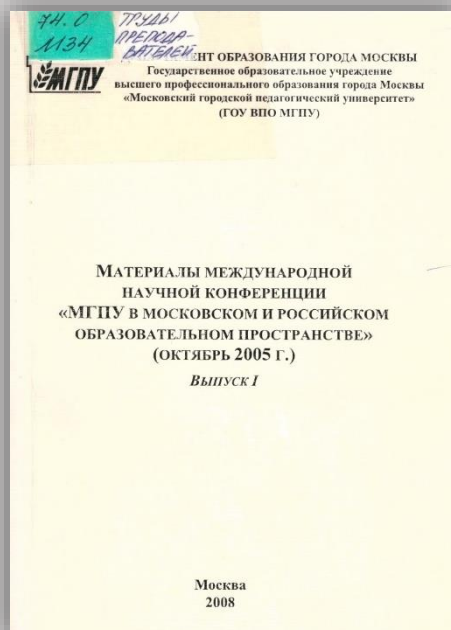 74.0
М34
ТРУДЫ
ПРЕПОДА-
ВАТЕЛЕЙ
МГПУ
ЕНТ ОБРАЗОВАНИЯ ГОРОДА МОСКВЫ
Государственное образовательное учреждение
высшего профессионального образования города Москвы
«Московский городской педагогический университет»
(ГОУ ВПО МГПУ)
МАТЕРИАЛЫ МЕЖДУНАРОДНОЙ
НАУЧНОЙ КОНФЕРЕНЦИИ
«МГПУ В МОСКОВСКОМ И РОССИЙСКОМ
ОБРАЗОВАТЕЛЬНОМ ПРОСТРАНСТВЕ»
(ОКТЯБРЬ 2005 Г.)
ВЫПУСК I
Москва
2008